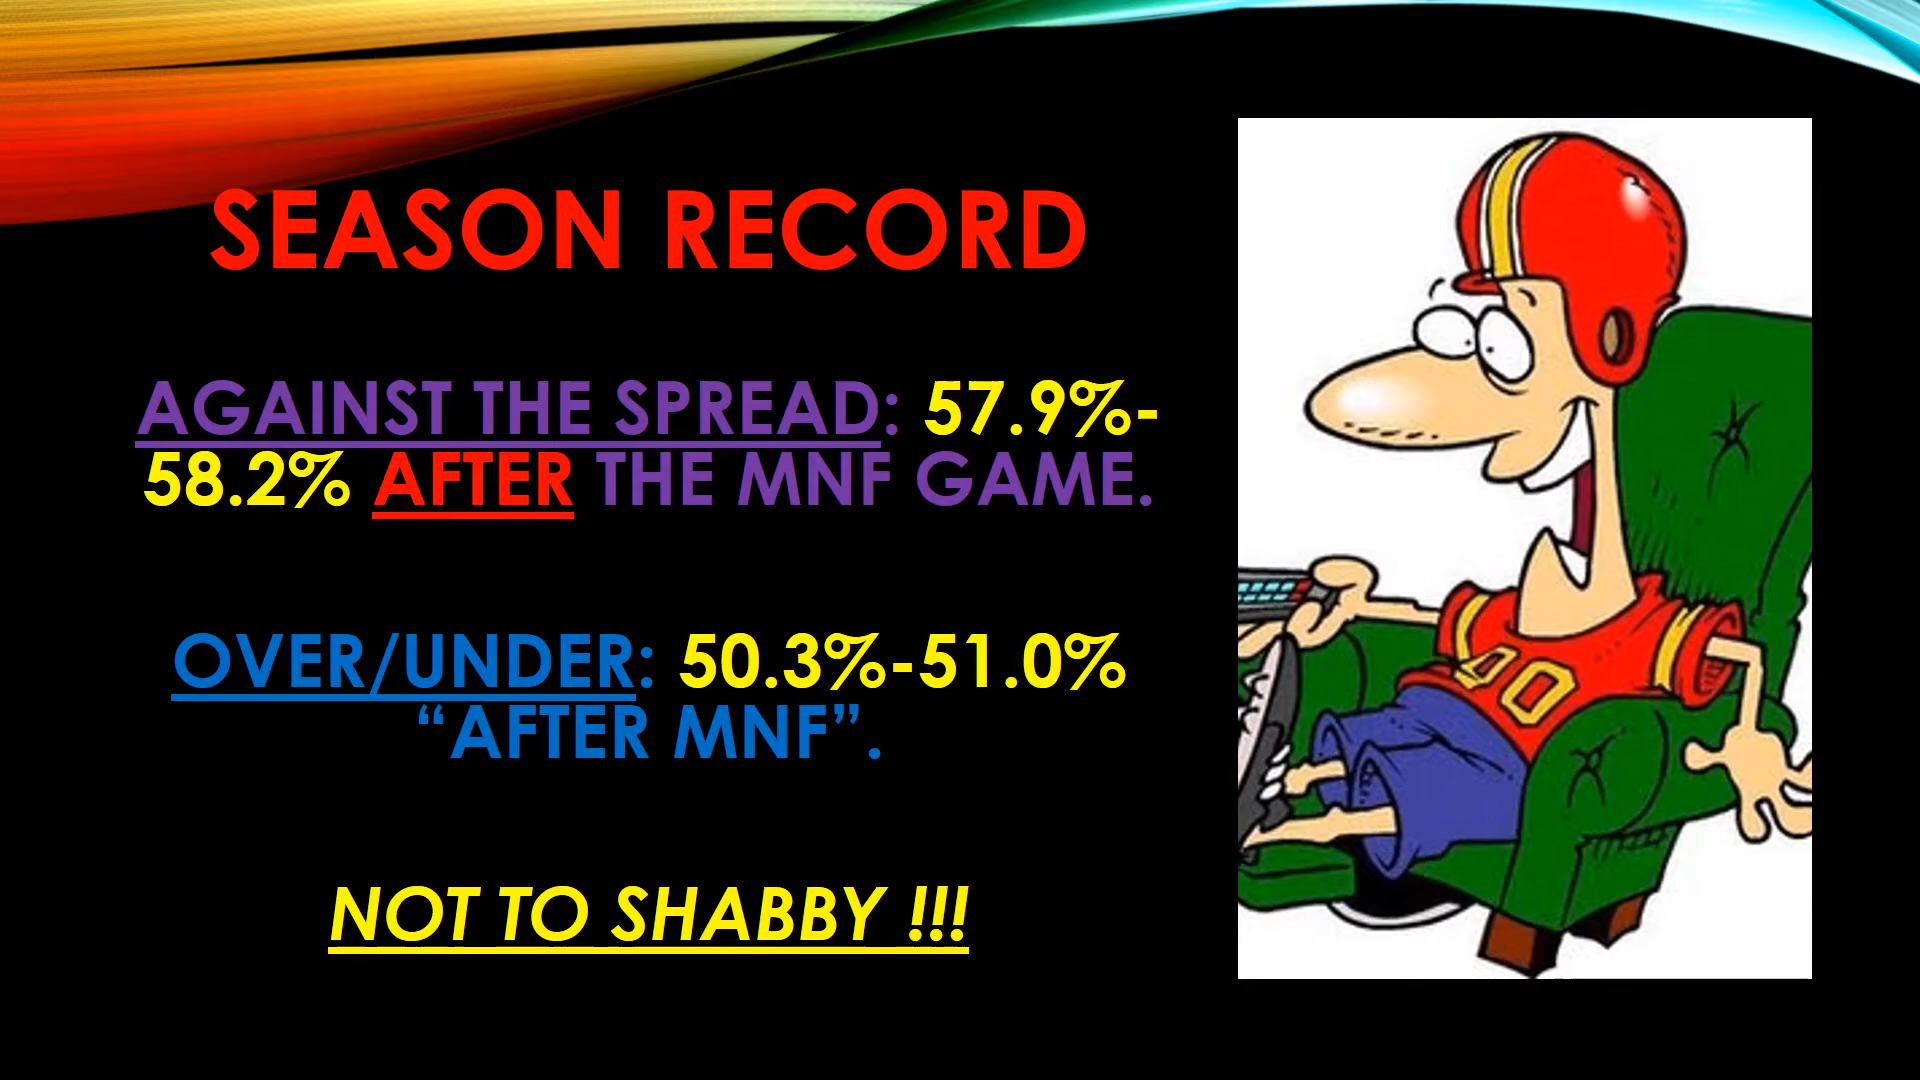 SEASON RECORD
AGAINST THE SPREAD: 57.9%-
58.2% AFTER THE MNF GAME.
OVER/UNDER: 50.3%-51.0%
“AFTER MNF”.
NOT TO SHABBY !!!
00